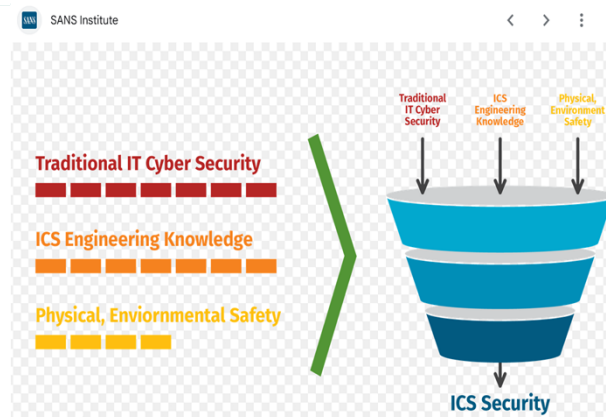 SANS
SANS Institute
Traditional IT Cyber Security
ICS Engineering Knowledge
Physical, Enviornmental Safety
Traditional
IT Cyber
Security
ICS
Engineering
Knowledge
Physical,
Environment
Safety
ICS Security